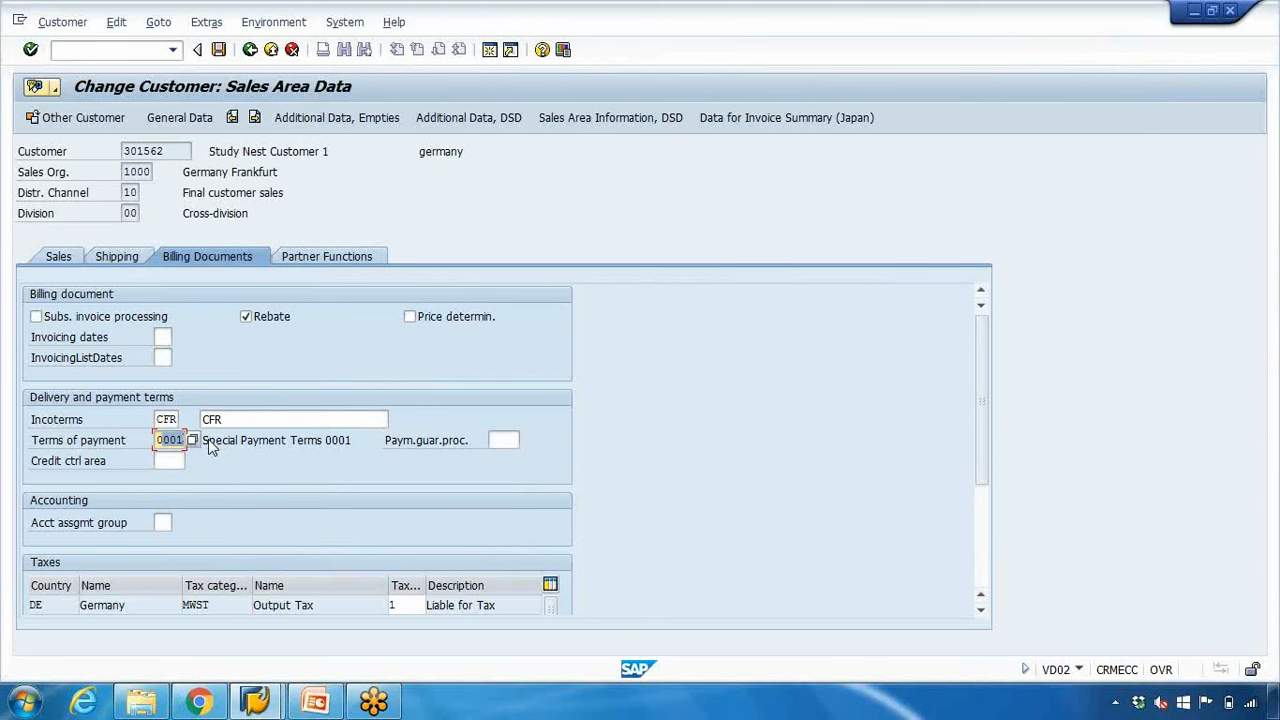 Customer Edit Goto Extras Environment System Help
Change Customer: Sales Area Data
Other Customer General Data Additional Data, Empties Additional Data, DSD Sales Area Information, DSD Data for Invoice Summary (Japan)
Customer 301562 Study Nest Customer 1 germany
Sales Org. 1000 Germany Frankfurt
Distr. Channel 10 Final customer sales
Division 00 Cross-division
Sales Shipping Billing Documents Partner Functions
Billing document
Subs. invoice processing Rebate Price determin.
Invoicing dates
InvoicingListDates
Delivery and payment terms
Incoterms CFR CFR
Terms of payment 0001 Special Payment Terms 0001 Paym.guar.proc.
Credit ctrl area
Accounting
Acct assgmt group
Taxes
Country Name Tax categ... Name Tax... Description
DE Germany MWST Output Tax 1 Liable for Tax
SAP VD02 CRMECC OVR